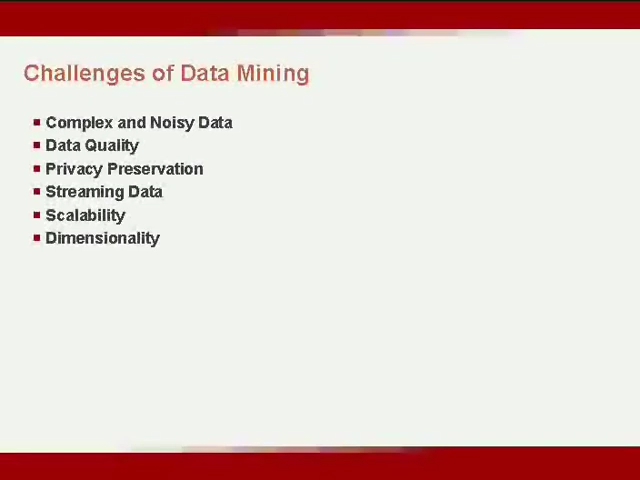 Challenges of Data Mining
Complex and Noisy Data
Data Quality
Privacy Preservation
Streaming Data
Scalability
Dimensionality